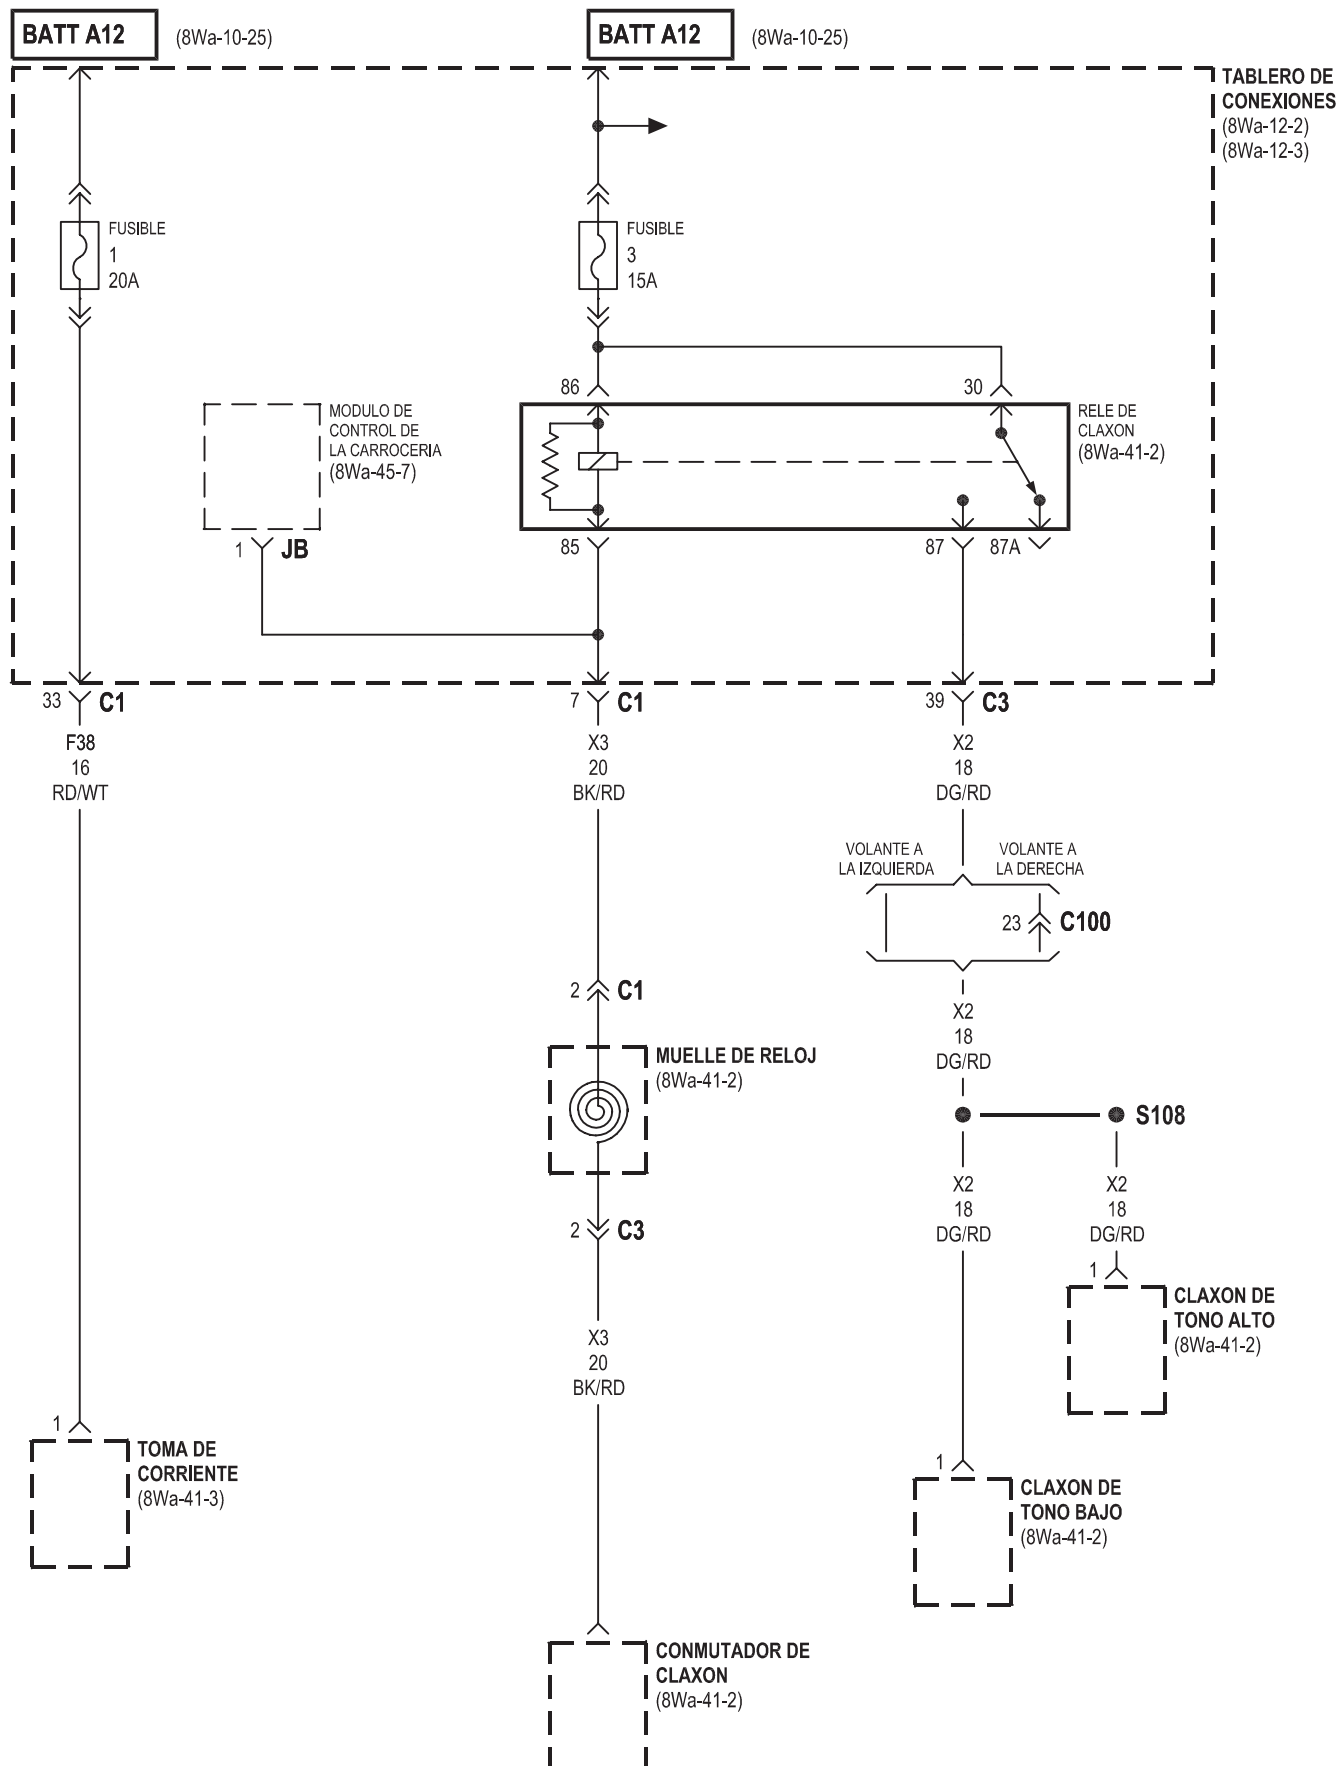 BATT A12
(8Wa-10-25)
BATT A12
(8Wa-10-25)
TABLERO DE
CONEXIONES
(8Wa-12-2)
(8Wa-12-3)
FUSIBLE
1
20A
FUSIBLE
3
15A
86
30
MODULO DE
CONTROL DE
LA CARROCERIA
(8Wa-45-7)
RELE DE
CLAXON
(8Wa-41-2)
1
JB
85
87
87A
33
C1
7
C1
39
C3
F38
16
RD/WT
X3
20
BK/RD
X2
18
DG/RD
VOLANTE A
LA IZQUIERDA
VOLANTE A
LA DERECHA
23
C100
2
C1
X2
18
DG/RD
MUELLE DE RELOJ
(8Wa-41-2)
S108
X2
18
DG/RD
X2
18
DG/RD
2
C3
1
CLAXON DE
TONO ALTO
(8Wa-41-2)
X3
20
BK/RD
1
TOMA DE
CORRIENTE
(8Wa-41-3)
1
CLAXON DE
TONO BAJO
(8Wa-41-2)
CONMUTADOR DE
CLAXON
(8Wa-41-2)